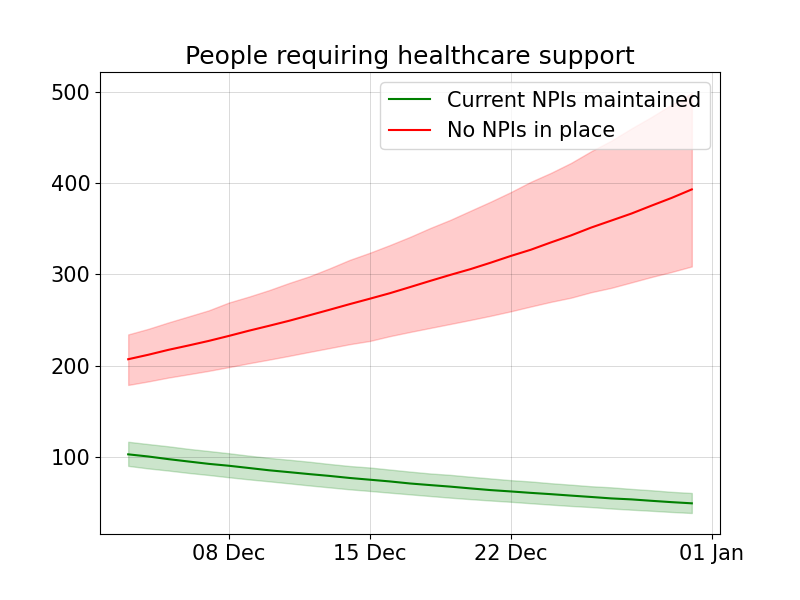 People requiring healthcare support
500
400
300
200
100
Current NPIs maintained
No NPIs in place
08 Dec
15 Dec
22 Dec
01 Jan